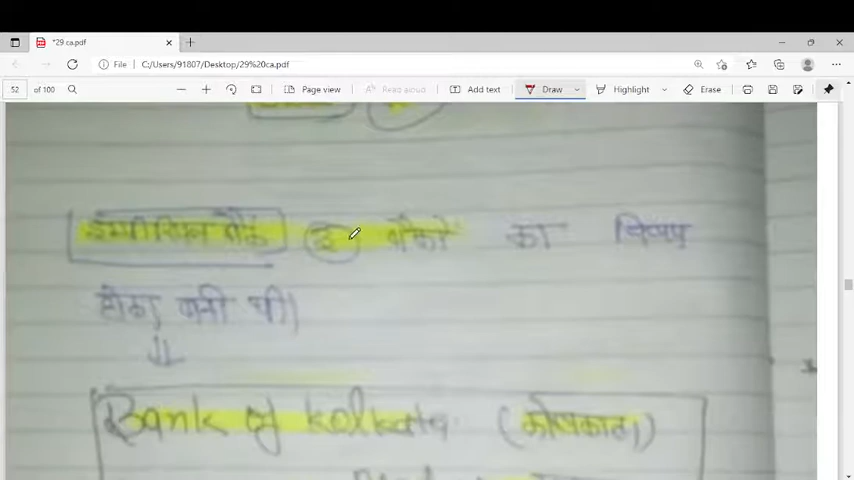 *29 ca.pdf
File C:/Users/91807/Desktop/29%20ca.pdf
52 of 100 Page view Read aloud Add text Draw Highlight Erase
इम्पीरियल बैंक 3 बैंको का विलय
होकर बनी थी।
Bank of Kolkata (कोलकाता)